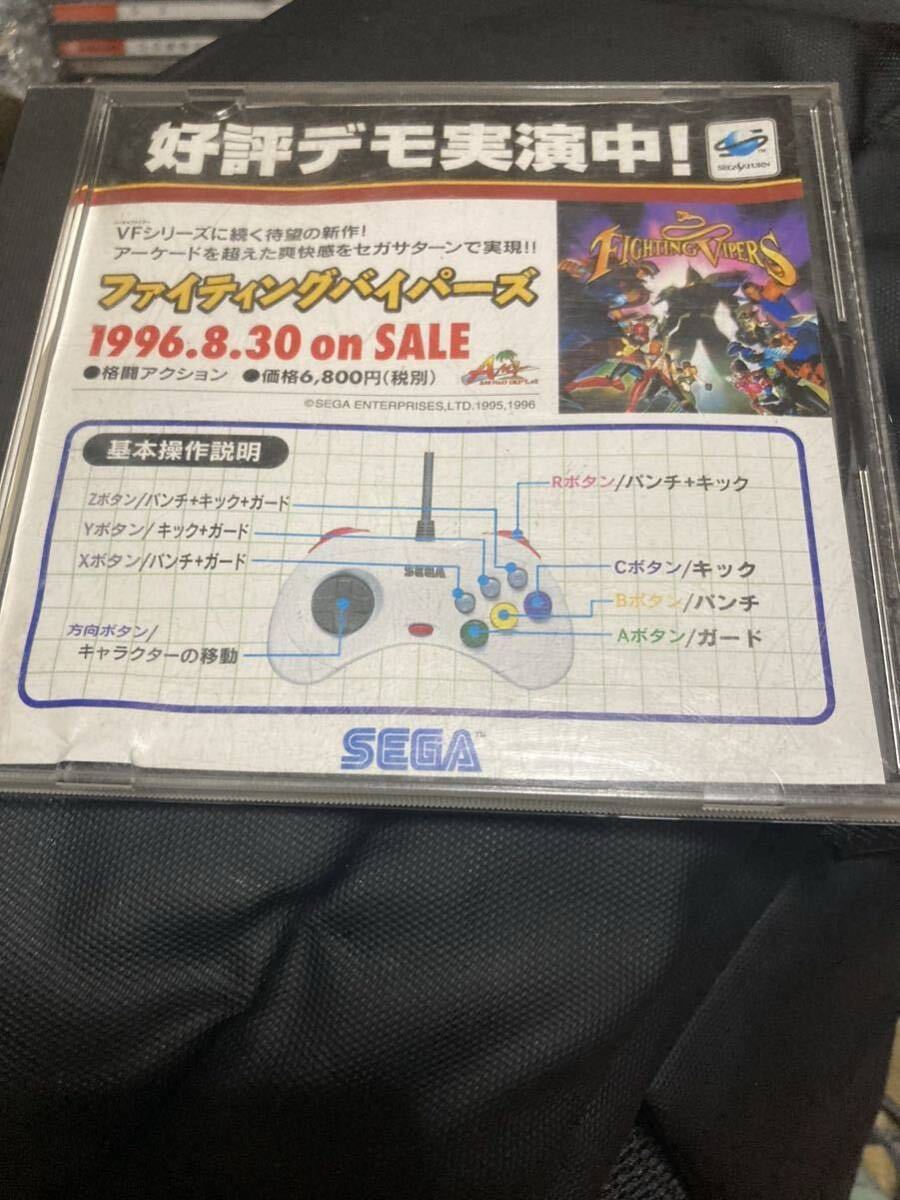 好評デモ実演中!
SEGA SATURN
VFシリーズに続く待望の新作!
アーケードを超えた爽快感をセガサターンで実現!!
ファイティングバイパーズ
1996.8.30 on SALE
●格闘アクション ●価格6,800円(税別)
©SEGA ENTERPRISES,LTD.1995,1996
FIGHTING VIPERS
基本操作説明
Zボタン/パンチ+キック+ガード
Yボタン/キック+ガード
Xボタン/パンチ+ガード
方向ボタン/
キャラクターの移動
SEGA
Rボタン/パンチ+キック
Cボタン/キック
Bボタン/パンチ
Aボタン/ガード
SEGA™